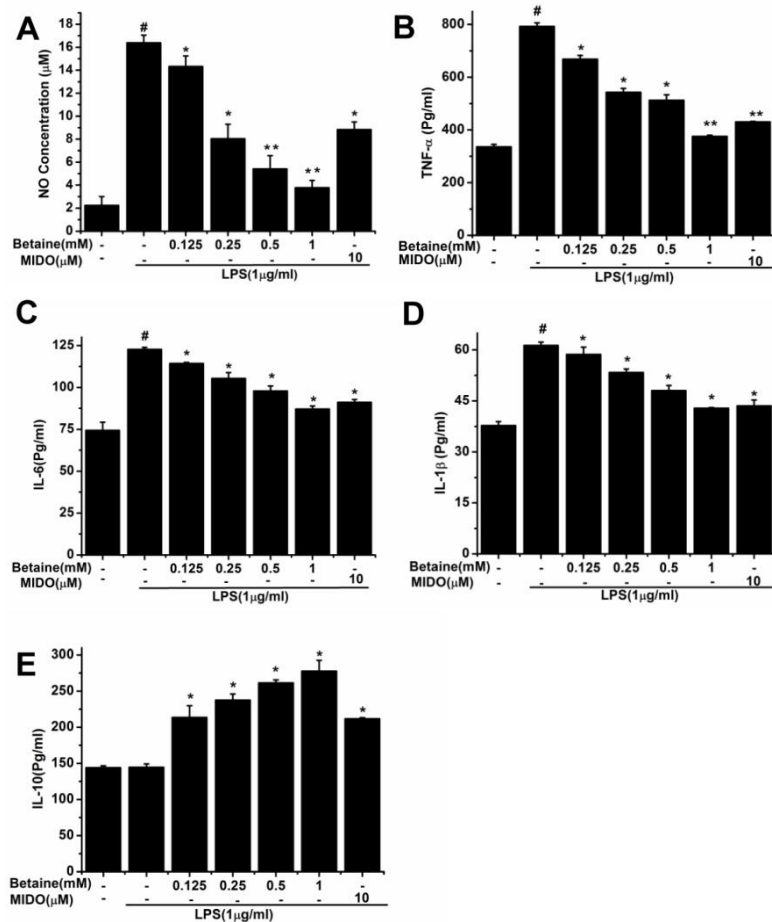 A
NO Concentration (μM)
18
16
14
12
10
8
6
4
2
0
#
*
*
**
**
*
Betaine(mM) - - 0.125 0.25 0.5 1 -
MIDO(μM) - - - - - - 10
LPS(1μg/ml)
B
TNF-α (Pg/ml)
800
600
400
300
0
#
*
*
*
**
**
Betaine(mM) - - 0.125 0.25 0.5 1 -
MIDO(μM) - - - - - - 10
LPS(1μg/ml)
C
IL-6(Pg/ml)
125
100
75
50
25
0
#
*
*
*
*
*
Betaine(mM) - - 0.125 0.25 0.5 1 -
MIDO(μM) - - - - - - 10
LPS(1μg/ml)
D
IL-1β (Pg/ml)
60
45
30
15
0
#
*
*
*
*
*
Betaine(mM) - - 0.125 0.25 0.5 1 -
MIDO(μM) - - - - - - 10
LPS(1μg/ml)
E
IL-10(Pg/ml)
300
250
200
150
100
50
0
*
*
*
*
*
Betaine(mM) - - 0.125 0.25 0.5 1 -
MIDO(μM) - - - - - - 10
LPS(1μg/ml)